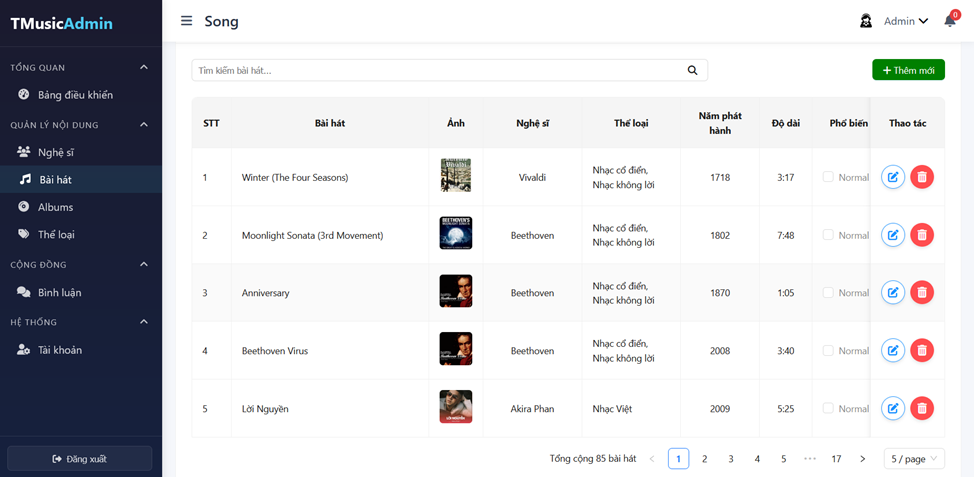 TMusicAdmin
Song
Admin
0
TỔNG QUAN
Bảng điều khiển
QUẢN LÝ NỘI DUNG
Nghệ sĩ
Bài hát
Albums
Thể loại
CỘNG ĐỒNG
Bình luận
HỆ THỐNG
Tài khoản
Đăng xuất
Tìm kiếm bài hát...
Thêm mới
STT Bài hát Ảnh Nghệ sĩ Thể loại Năm phát hành Độ dài Phổ biến Thao tác
1 Winter (The Four Seasons) Vivaldi Nhạc cổ điển, Nhạc không lời 1718 3:17 Normal
2 Moonlight Sonata (3rd Movement) Beethoven Nhạc cổ điển, Nhạc không lời 1802 7:48 Normal
3 Anniversary Beethoven Nhạc cổ điển, Nhạc không lời 1870 1:05 Normal
4 Beethoven Virus Beethoven Nhạc cổ điển, Nhạc không lời 2008 3:40 Normal
5 Lời Nguyền Akira Phan Nhạc Việt 2009 5:25 Normal
Tổng cộng 85 bài hát < 1 2 3 4 5 ••• 17 > 5 / page